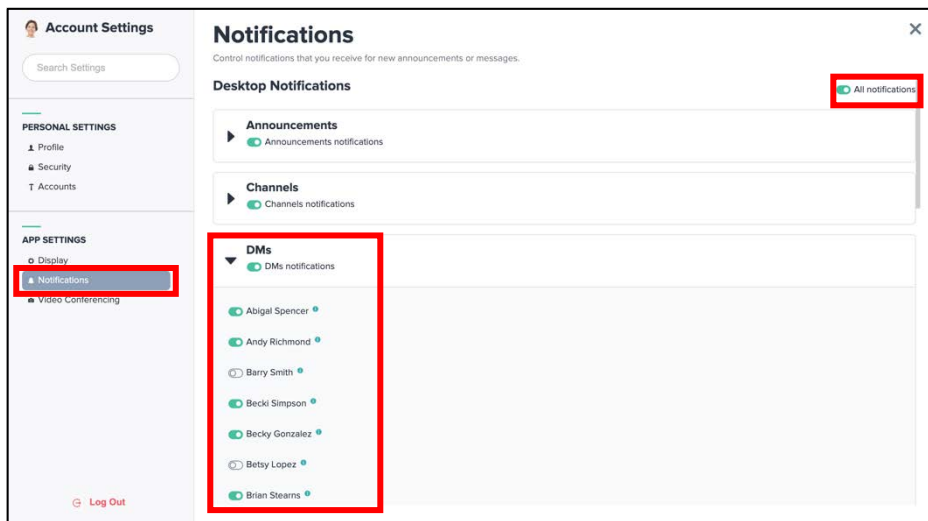 Account Settings
Search Settings
PERSONAL SETTINGS
Profile
Security
Accounts
APP SETTINGS
Display
Notifications
Video Conferencing
Log Out
Notifications
Control notifications that you receive for new announcements or messages.
Desktop Notifications
All notifications
Announcements
Announcements notifications
Channels
Channels notifications
DMs
DMs notifications
Abigal Spencer
Andy Richmond
Barry Smith
Becki Simpson
Becky Gonzalez
Betsy Lopez
Brian Stearns